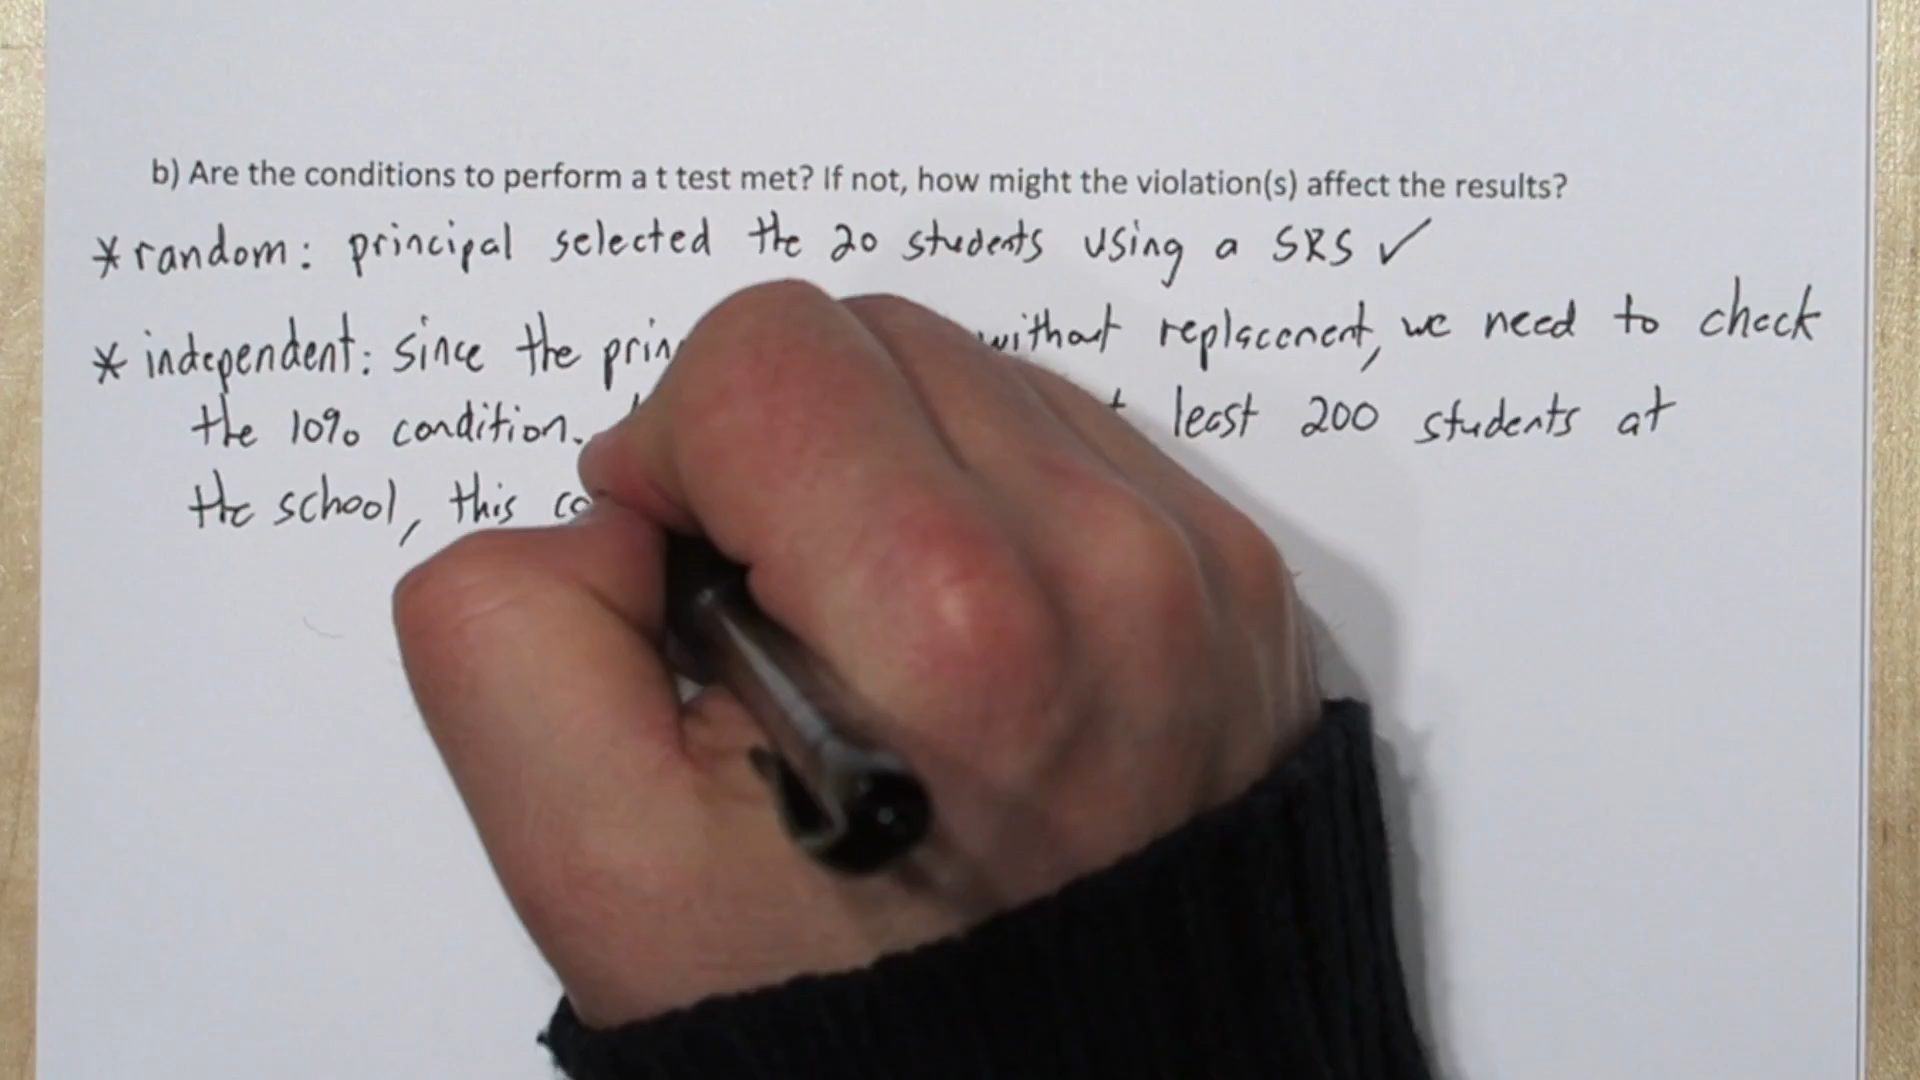 b) Are the conditions to perform a t test met? If not, how might the violation(s) affect the results?
* random: principal selected the 20 students using a SRS ✓
* independent: since the without replacement, we need to check
the 10% condition. least 200 students at
the school, this